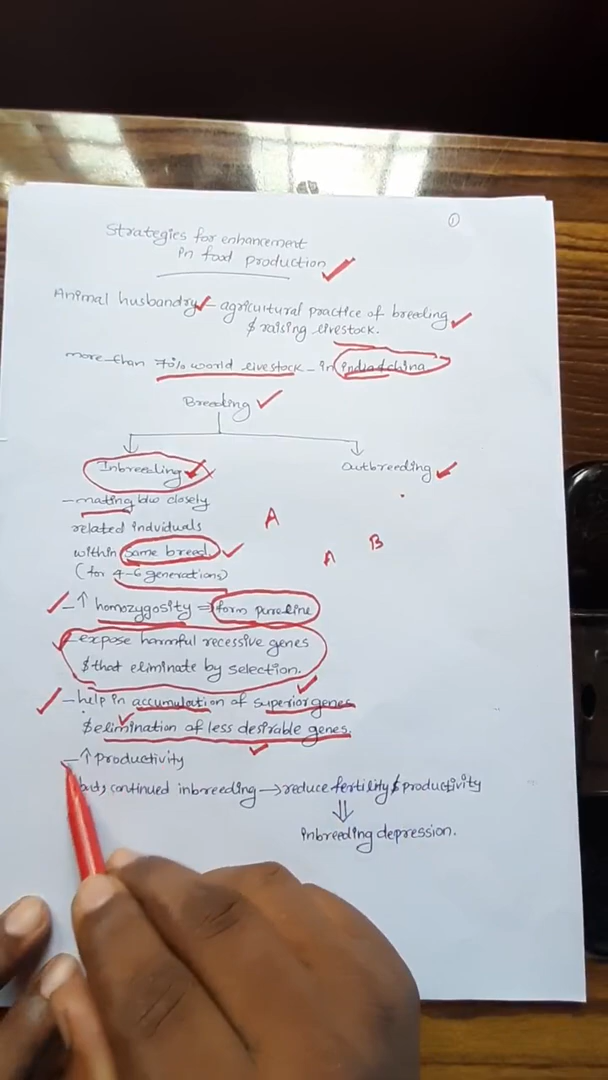 ①
Strategies for enhancement
in food production
Animal husbandry - agricultural practice of breeding
& raising livestock.
more than 70% world livestock - in India & china
Breeding
Inbreeding
Outbreeding
- mating b/w closely
related indviduals
within same breed.
(for 4-6 generations)
A
A B
- ↑ homozygosity ⇒ form pureline
- expose harmful recessive genes
& that eliminate by selection.
- help in accumulation of superior genes
& elimination of less desirable genes.
- ↑ productivity
but, continued inbreeding → reduce fertility & productivity
⇓
inbreeding depression.